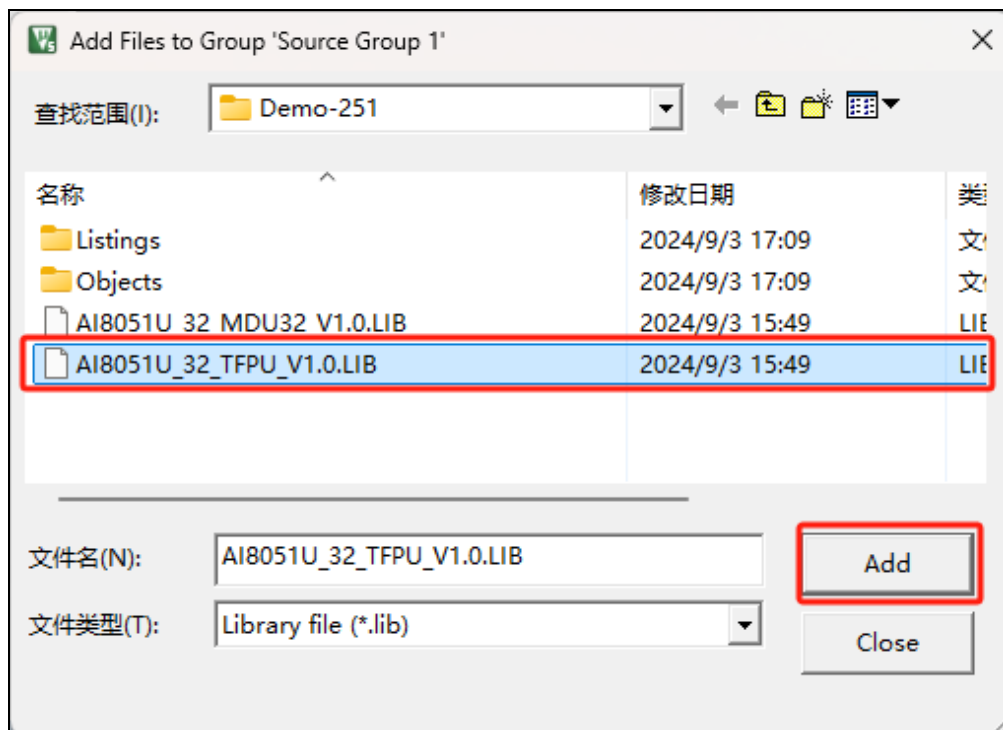 Add Files to Group 'Source Group 1'
查找范围(I): Demo-251
名称 修改日期
Listings 2024/9/3 17:09 文
Objects 2024/9/3 17:09 文
AI8051U_32_MDU32_V1.0.LIB 2024/9/3 15:49 LIB
AI8051U_32_TFPU_V1.0.LIB 2024/9/3 15:49 LIB
文件名(N): AI8051U_32_TFPU_V1.0.LIB Add
文件类型(T): Library file (*.lib)
Close